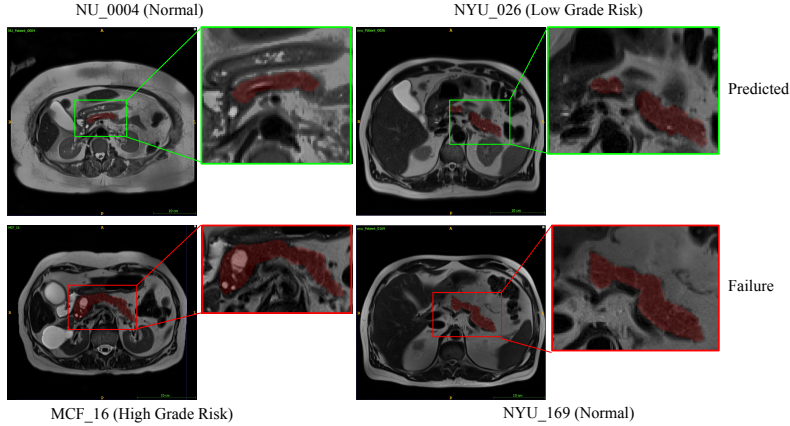 NU_0004 (Normal)
NYU_026 (Low Grade Risk)
Predicted
Failure
MCF_16 (High Grade Risk)
NYU_169 (Normal)